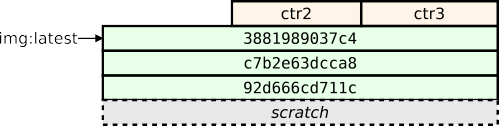 ctr2 ctr3
img:latest 3881989037c4
c7b2e63dcca8
92d666cd711c
scratch